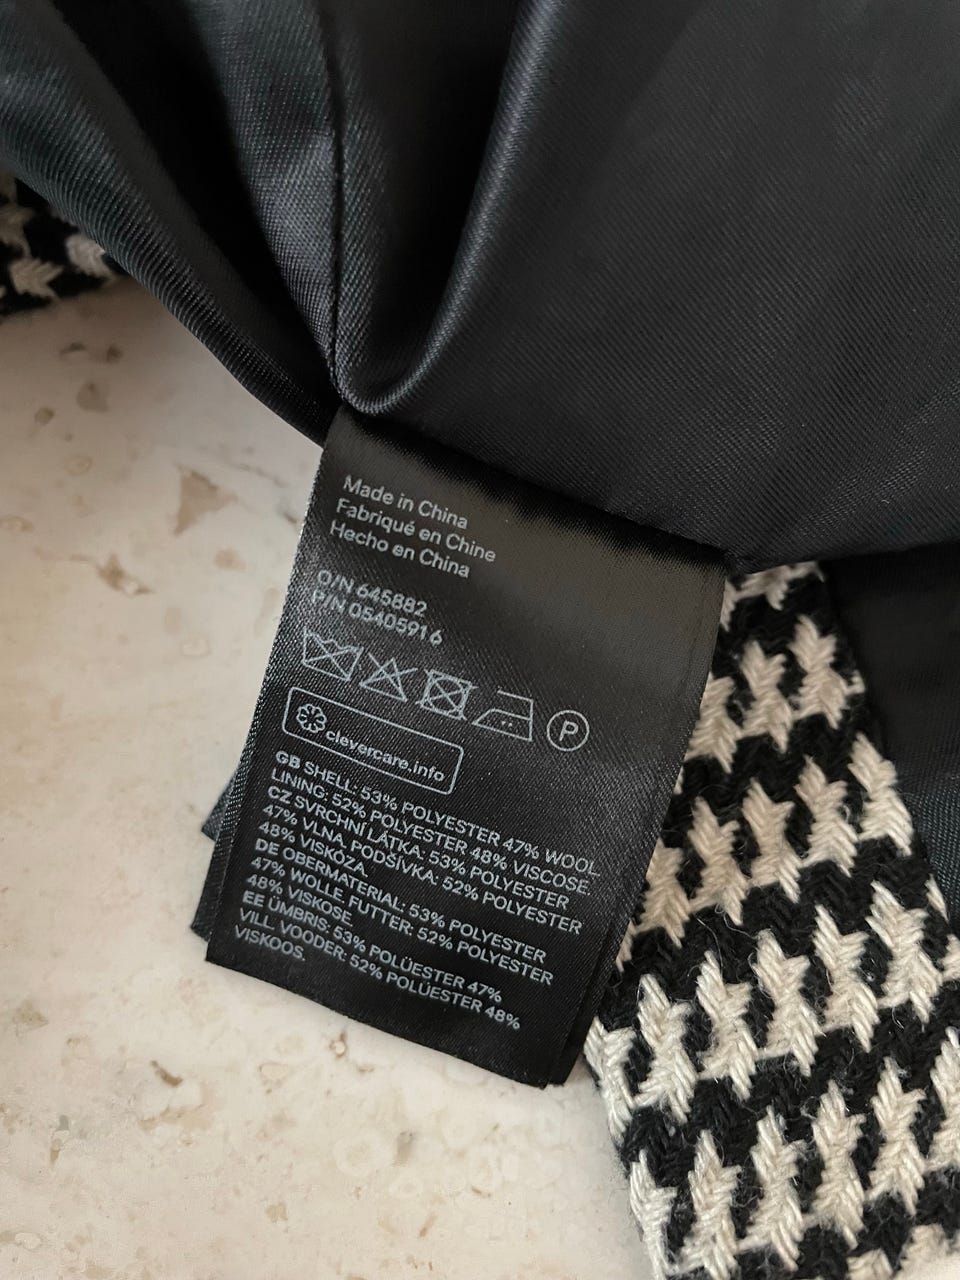 Made in China
Fabriqué en Chine
Hecho en China
O/N 645882
P/N 05405916
P
clevercare.info
GB SHELL: 53% POLYESTER 47% WOOL
LINING: 52% POLYESTER 48% VISCOSE
CZ SVRCHNÍ LÁTKA: 53% POLYESTER
47% VLNA, PODŠÍVKA: 52% POLYESTER
48% VISKÓZA.
DE OBERMATERIAL: 53% POLYESTER
47% WOLLE, FUTTER: 52% POLYESTER
48% VISKOSE
EE ÜMBRIS: 53% POLÜESTER 47%
VILL. VOODER: 52% POLÜESTER 48%
VISKOOS.